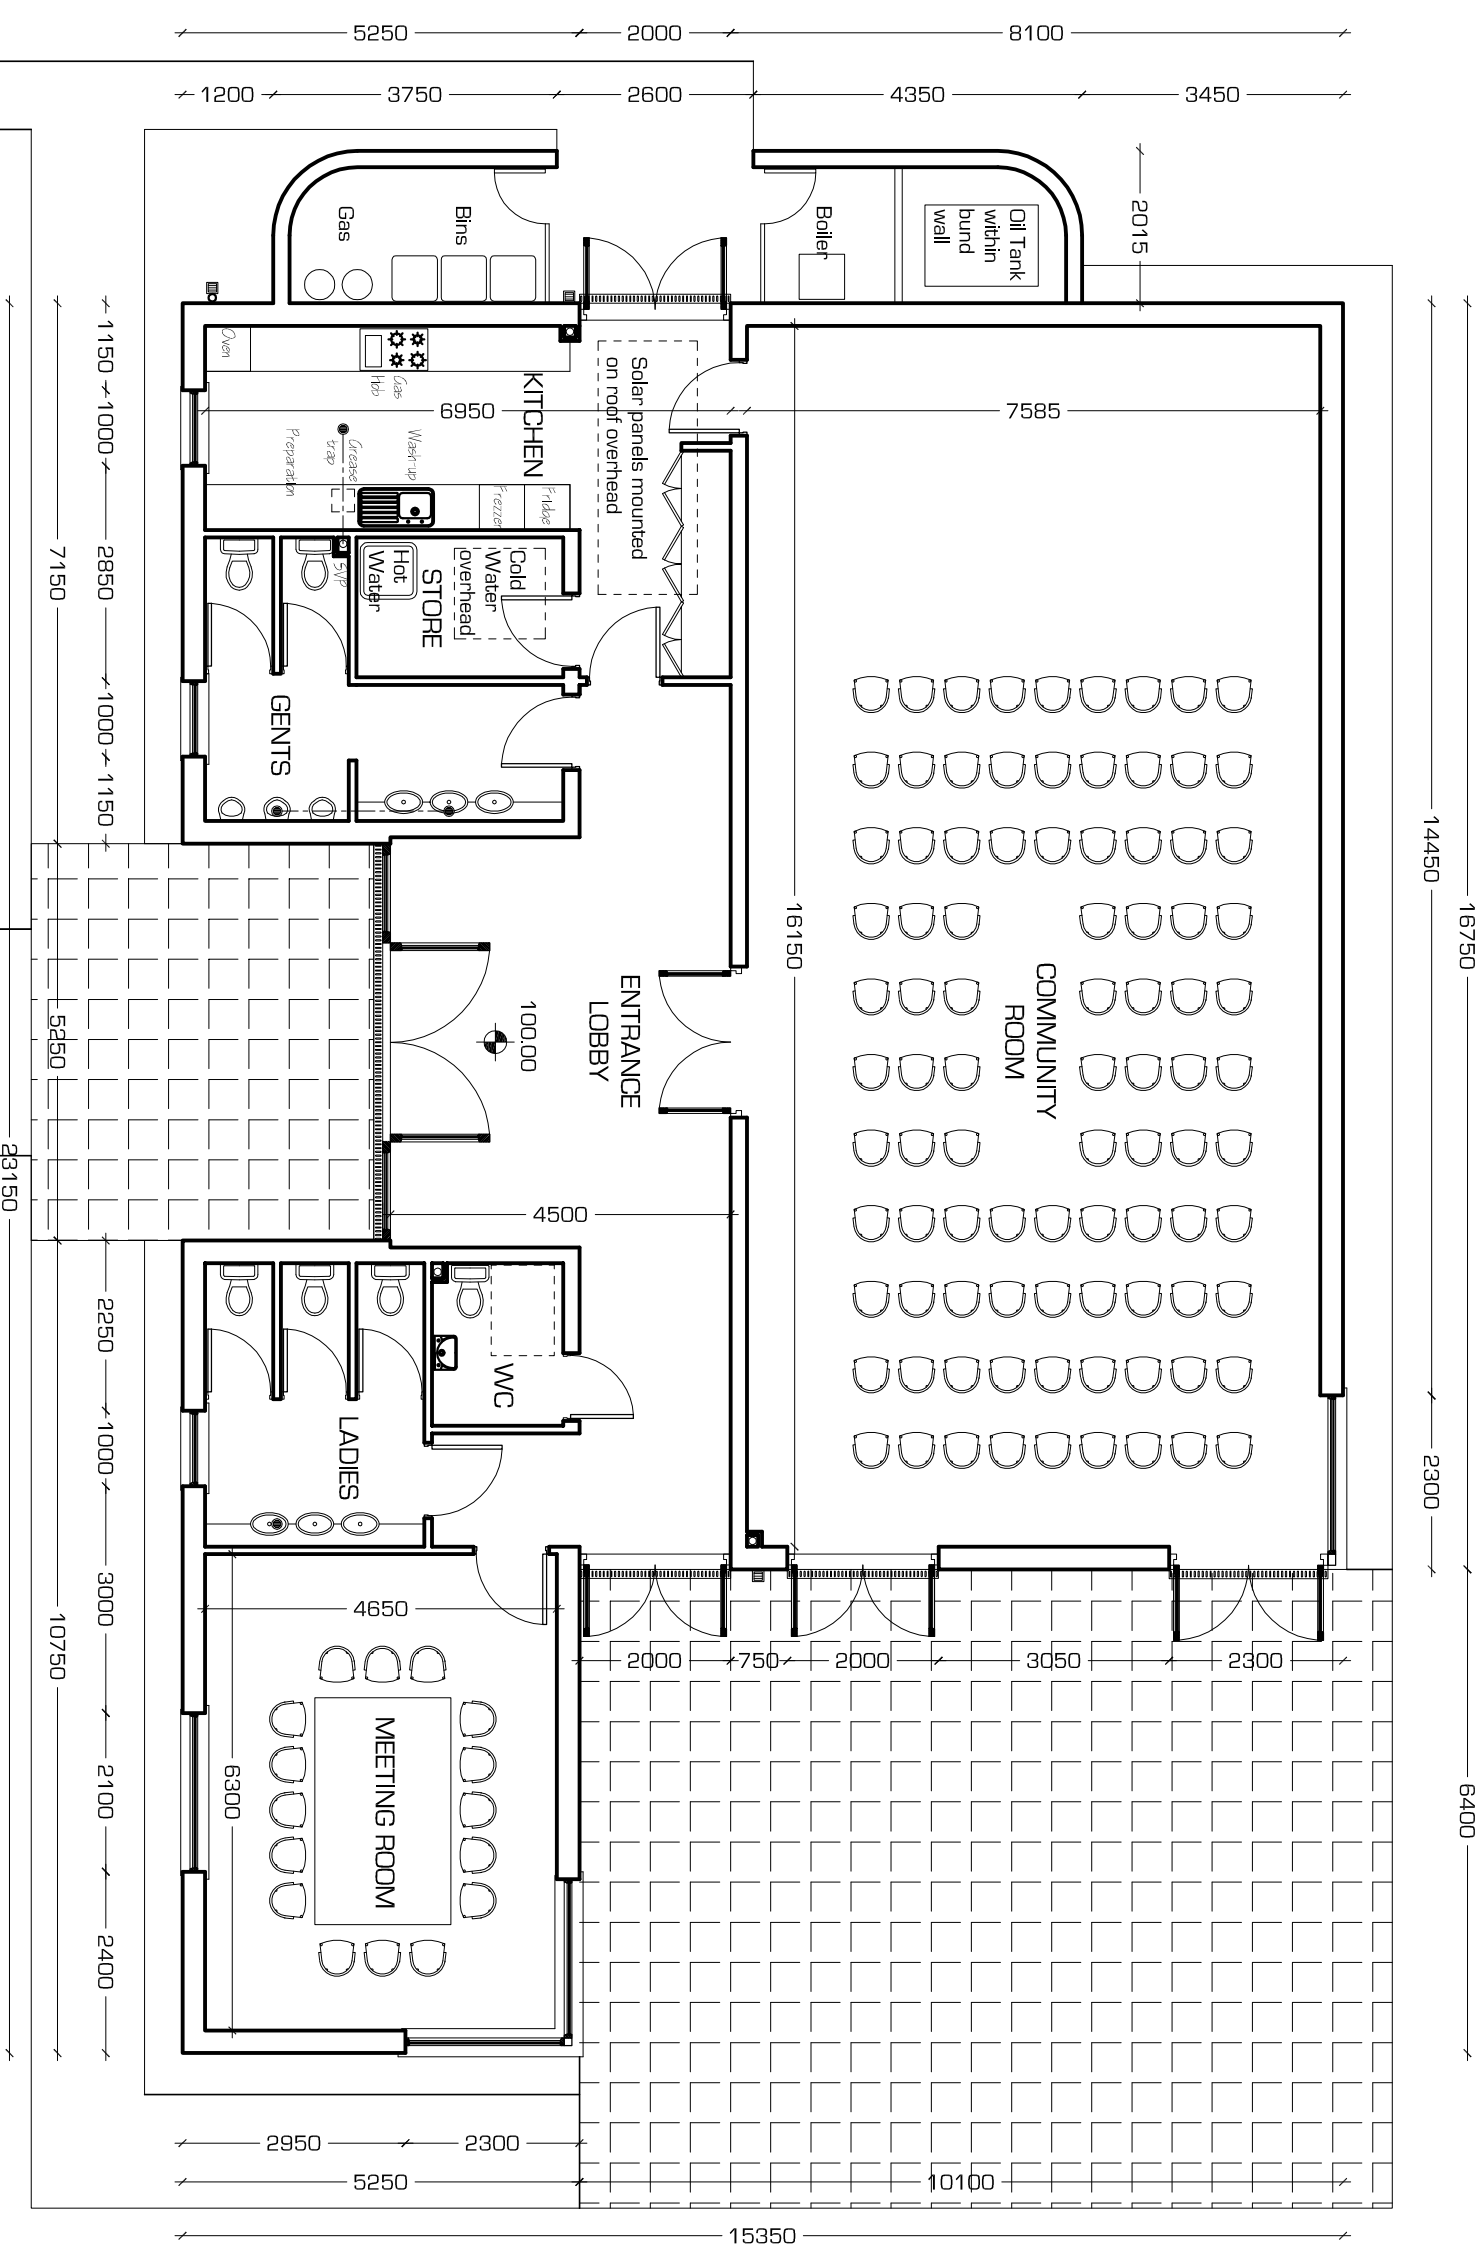 5250
2000
8100
1200
3750
2600
4350
3450
2015
Gas
Bins
Boiler
Oil Tank
within
bund
wall
1150
1000
2850
1000
1150
7150
5250
23150
10750
2250
1000
3000
2100
2400
14450
2300
16750
6400
Oven
Gas
Hob
KITCHEN
6950
7585
Solar panels mounted
on roof overhead
Preparation
Grease
trap
Wash-up
Frezzer
Fridge
SVP
Hot
Water
STORE
Cold
Water
overhead
GENTS
16150
COMMUNITY
ROOM
ENTRANCE
LOBBY
100.00
4500
WC
LADIES
4650
2000
750
2000
3050
2300
6300
MEETING ROOM
2950
2300
5250
10100
15350